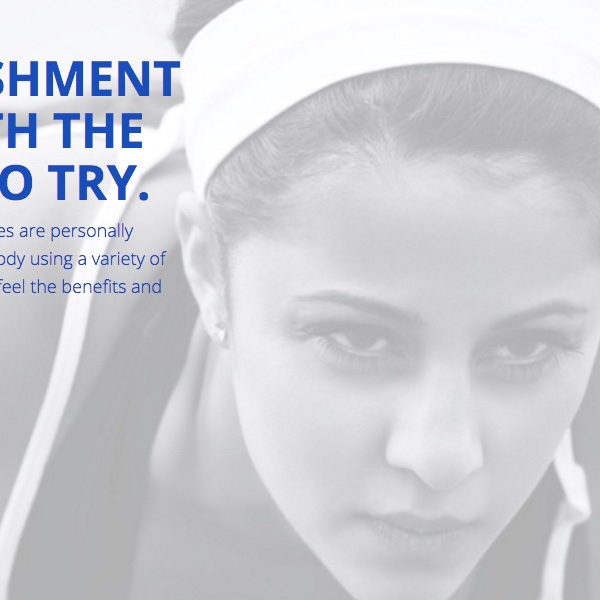 SHMENT
TH THE
O TRY.
es are personally
ody using a variety of
feel the benefits and